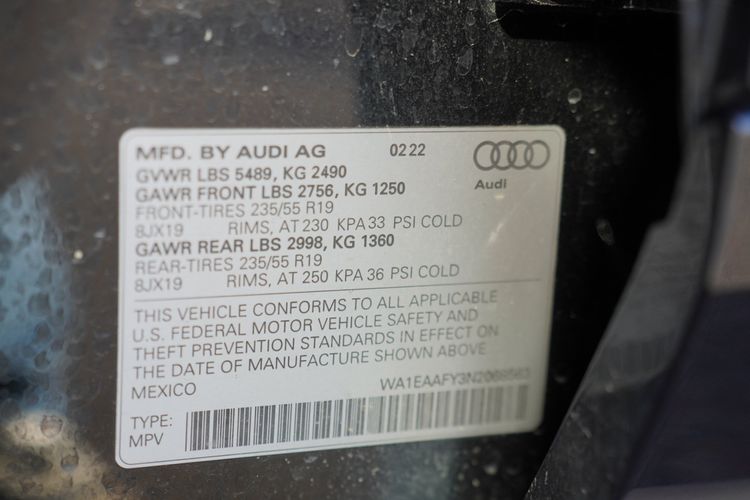 MFD. BY AUDI AG 0222
Audi
GVWR LBS 5489, KG 2490
GAWR FRONT LBS 2756, KG 1250
FRONT-TIRES 235/55 R19
8JX19 RIMS, AT 230 KPA 33 PSI COLD
GAWR REAR LBS 2998, KG 1360
REAR-TIRES 235/55 R19
8JX19 RIMS, AT 250 KPA 36 PSI COLD
THIS VEHICLE CONFORMS TO ALL APPLICABLE
U.S. FEDERAL MOTOR VEHICLE SAFETY AND
THEFT PREVENTION STANDARDS IN EFFECT ON
THE DATE OF MANUFACTURE SHOWN ABOVE
MEXICO
TYPE:
MPV